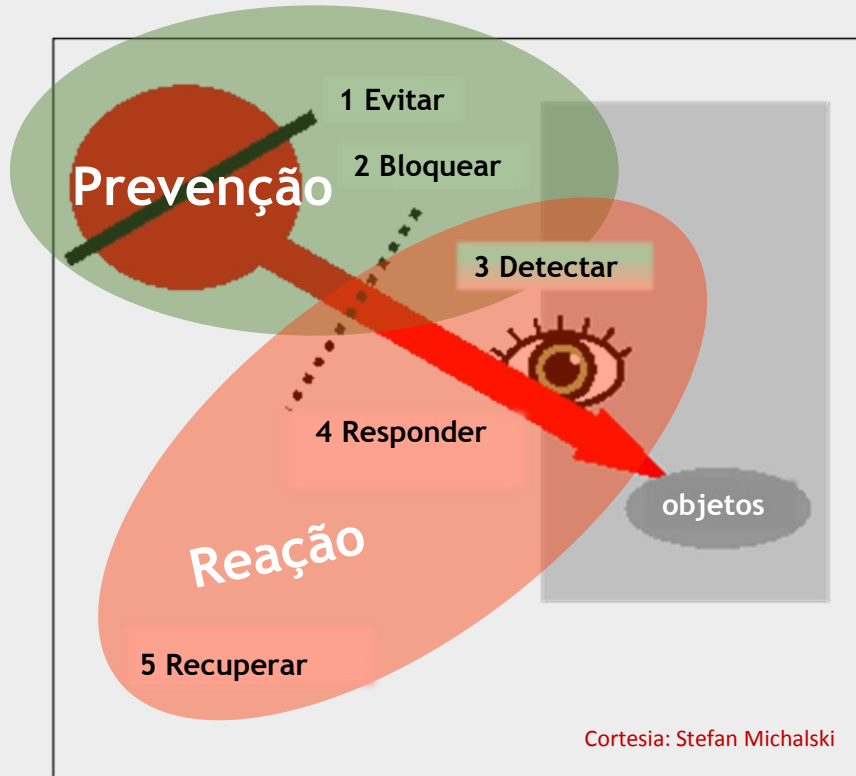 1 Evitar
2 Bloquear
Prevenção
3 Detectar
4 Responder
objetos
Reação
5 Recuperar
Cortesia: Stefan Michalski